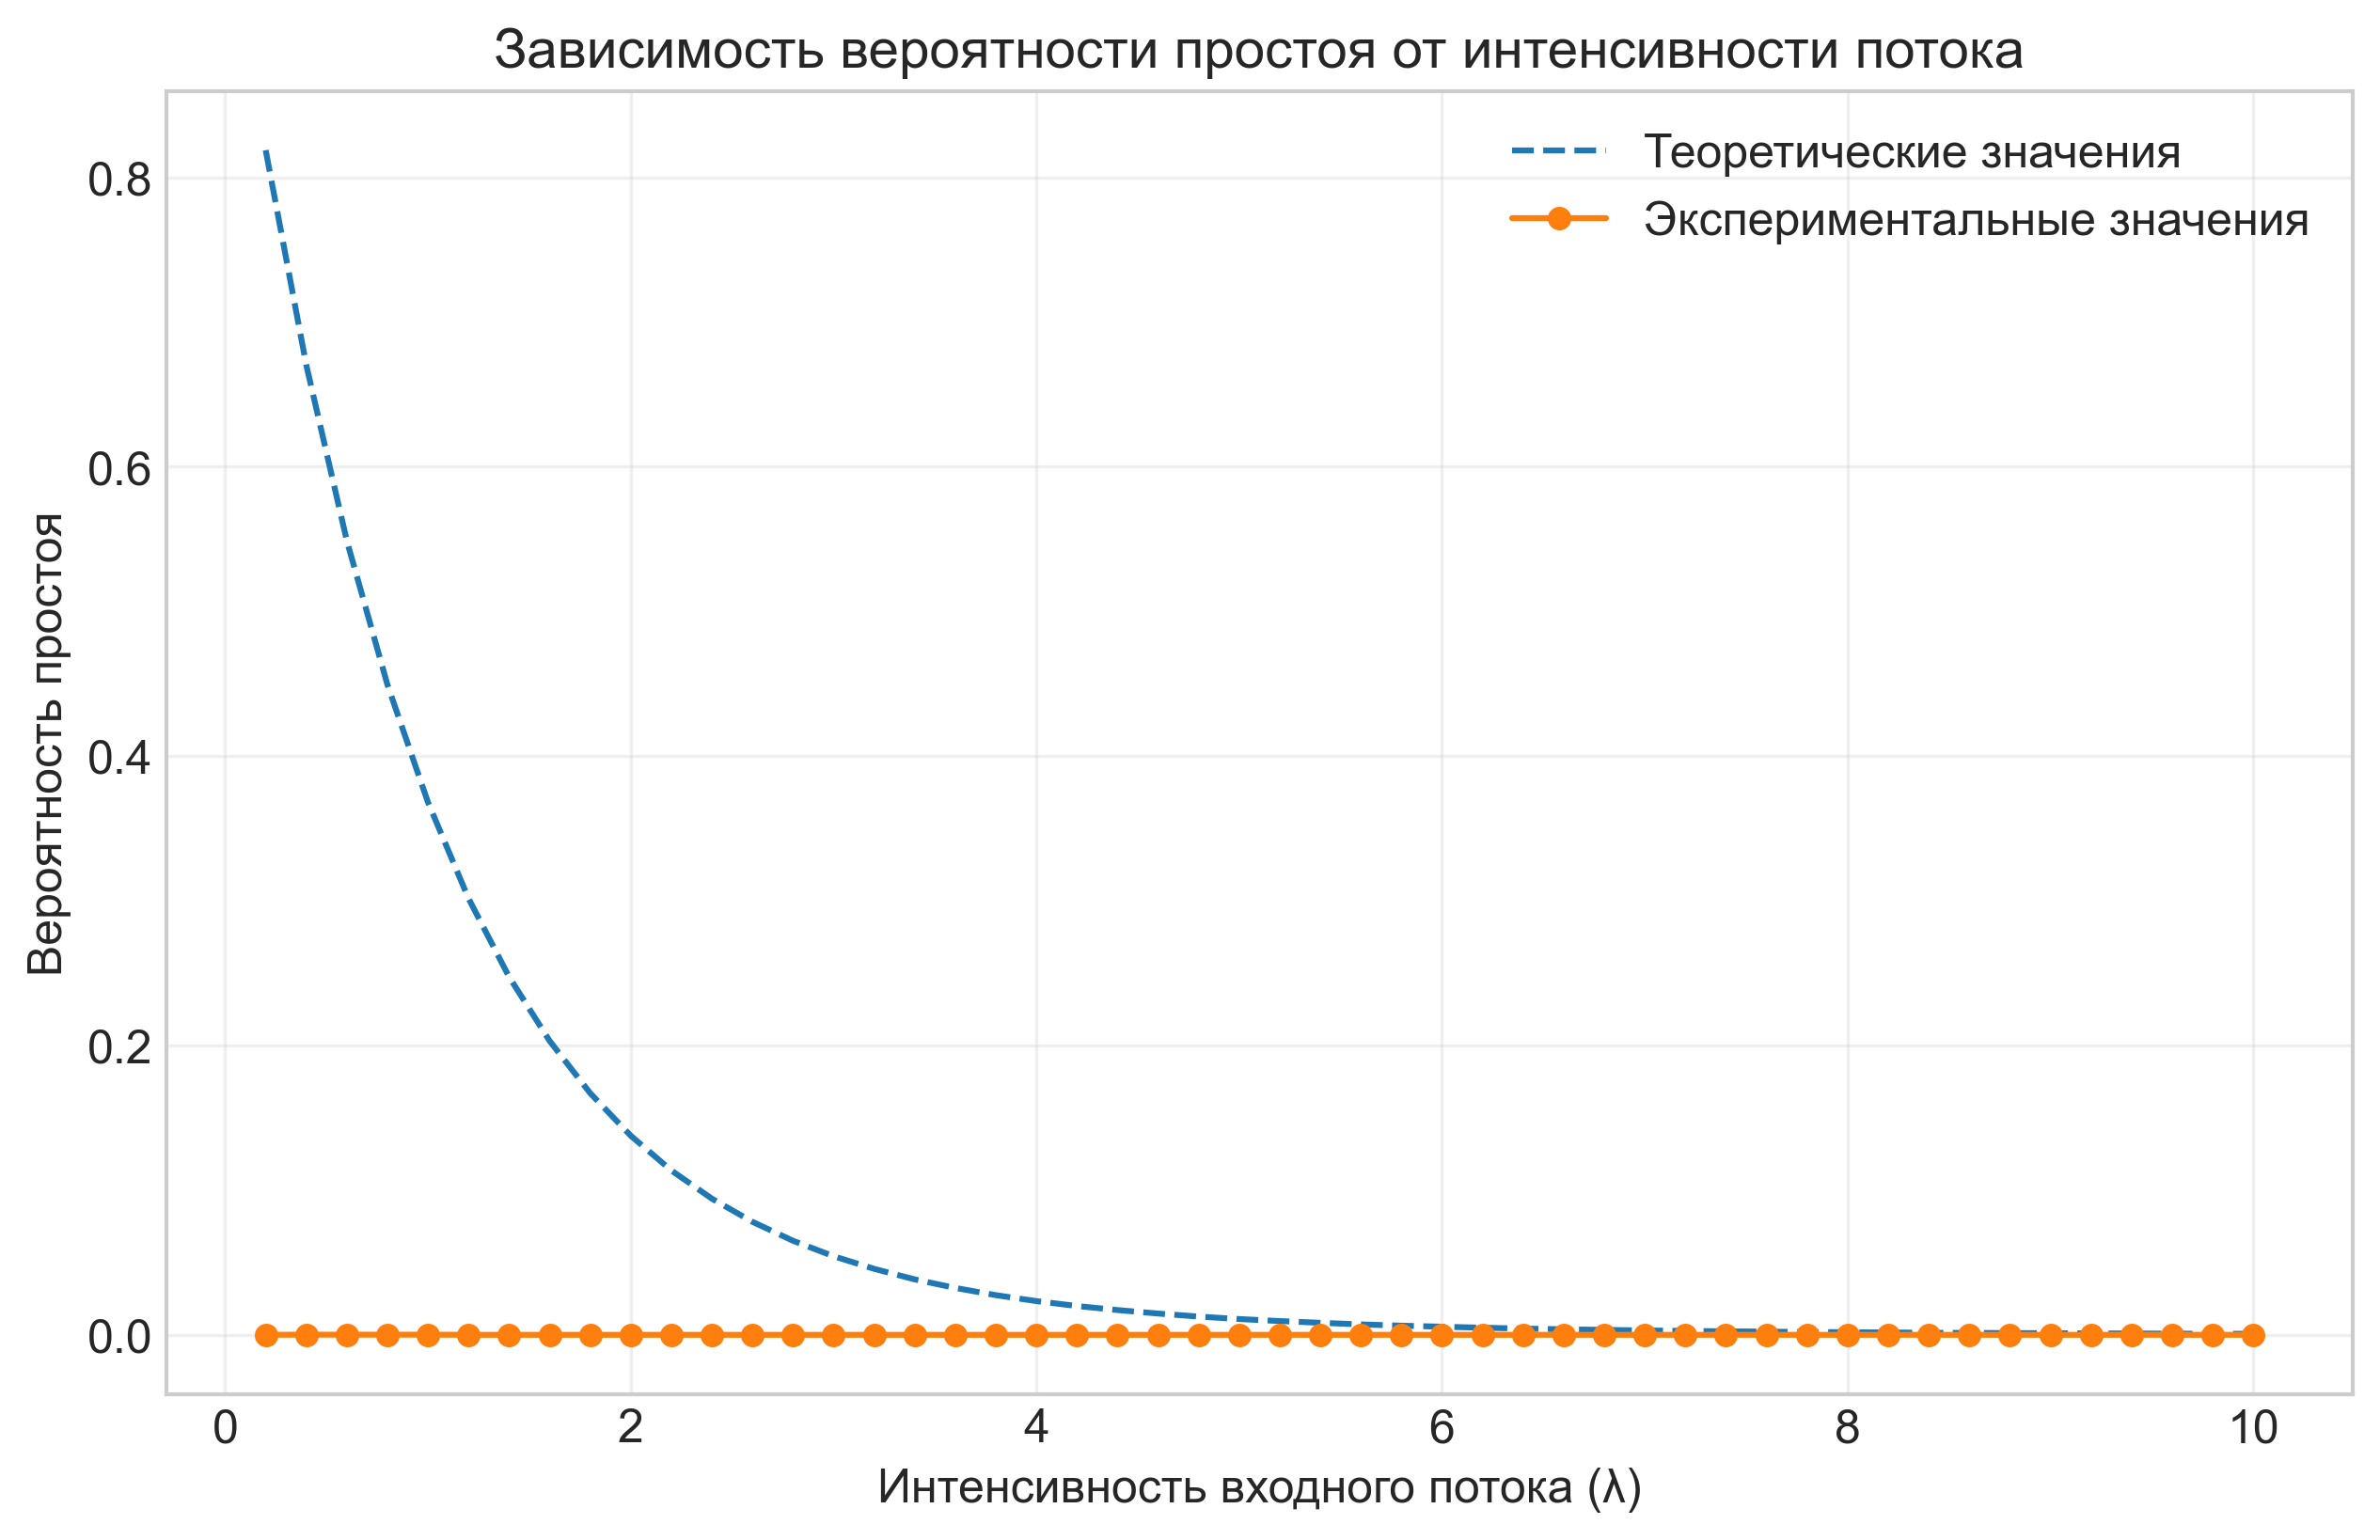 Зависимость вероятности простоя от интенсивности потока
Теоретические значения
Экспериментальные значения
Вероятность простоя
0.8
0.6
0.4
0.2
0.0
0 2 4 6 8 10
Интенсивность входного потока (λ)